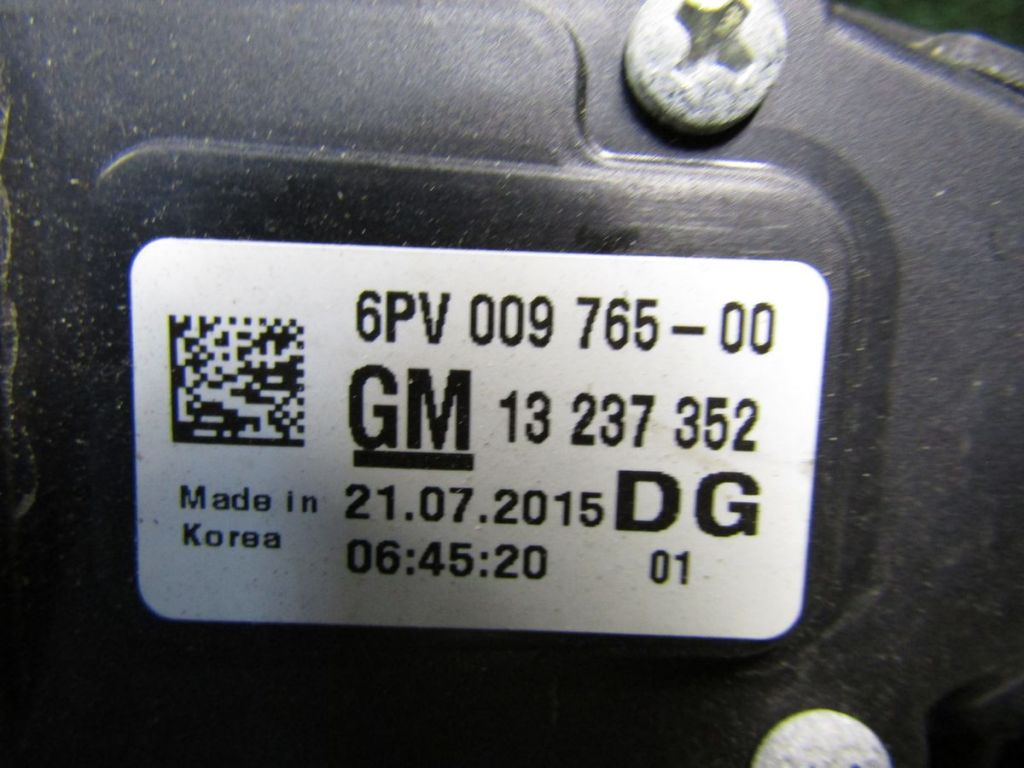 6PV 009 765-00
GM 13 237 352
Made in Korea
21.07.2015 DG
06:45:20 01